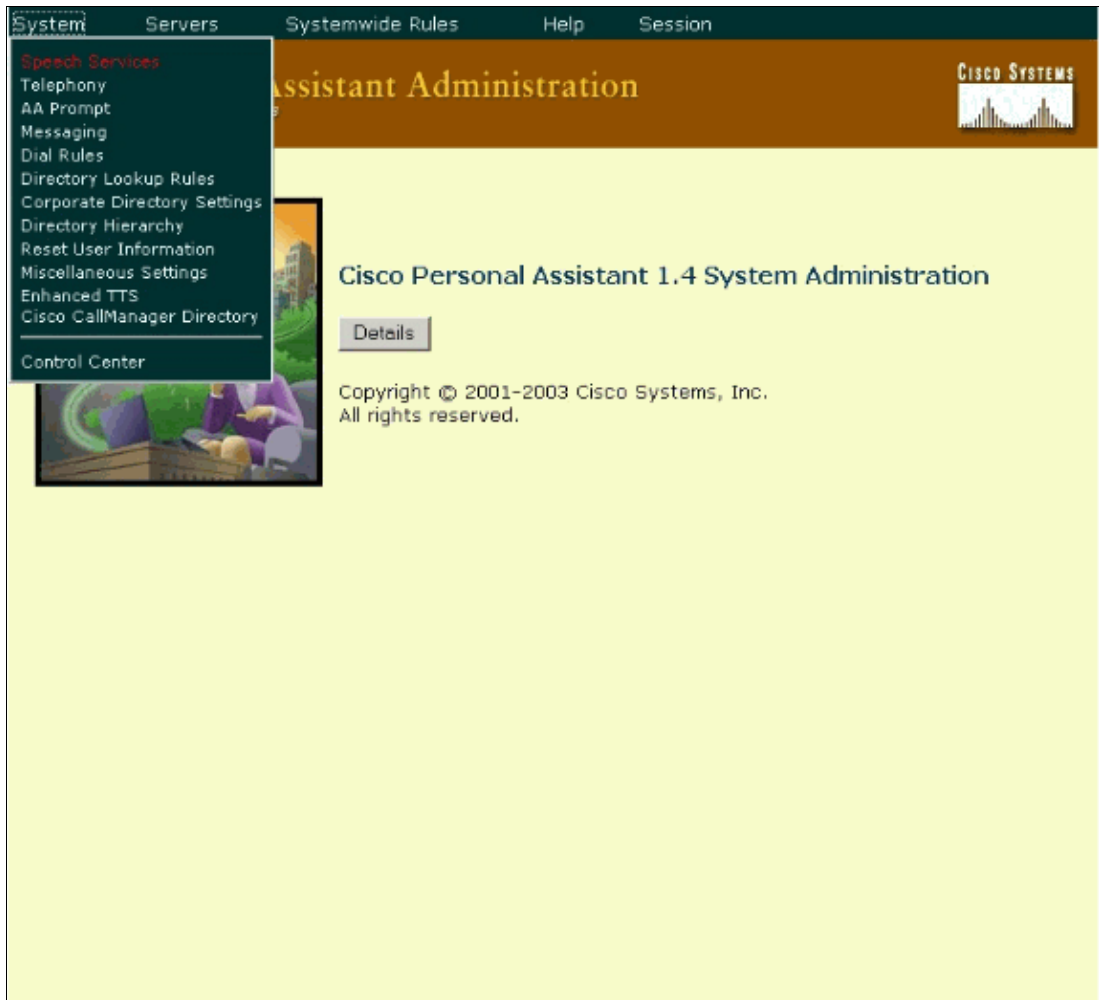 System Servers Systemwide Rules Help Session
Speech Services
Telephony
AA Prompt
Messaging
Dial Rules
Directory Lookup Rules
Corporate Directory Settings
Directory Hierarchy
Reset User Information
Miscellaneous Settings
Enhanced TTS
Cisco CallManager Directory
Control Center
Assistant Administration
CISCO SYSTEMS
Cisco Personal Assistant 1.4 System Administration
Details
Copyright © 2001-2003 Cisco Systems, Inc.
All rights reserved.